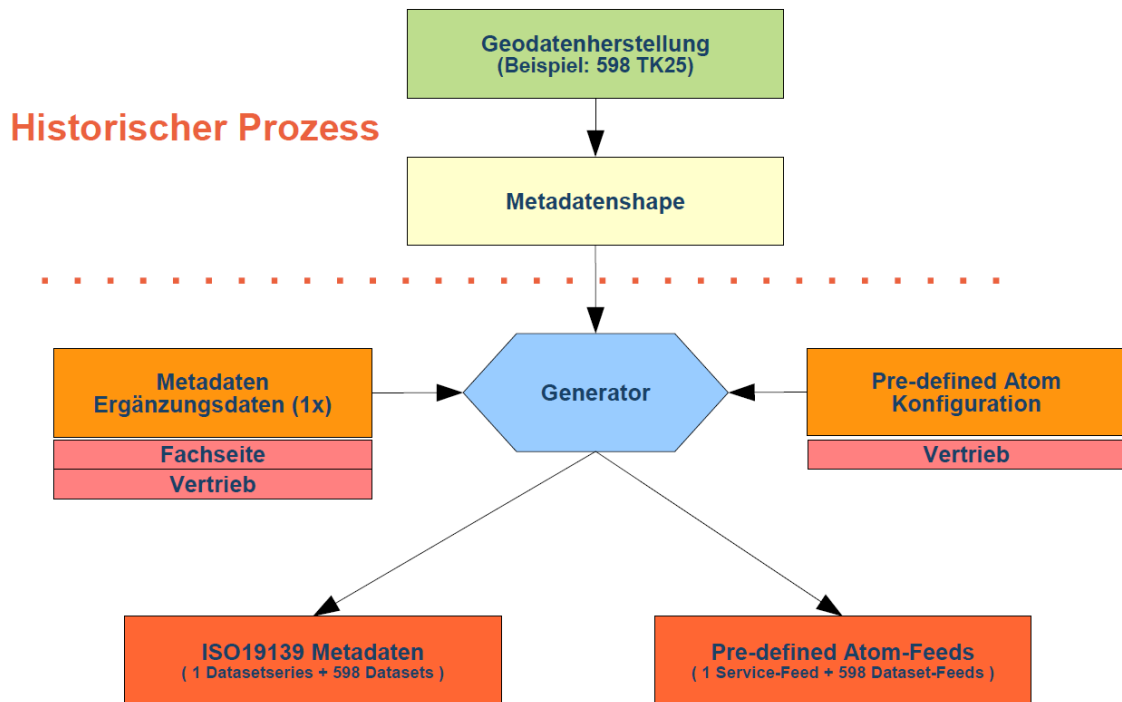 Geodatenherstellung
(Beispiel: 598 TK25)
Historischer Prozess
Metadatenshape
Metadaten
Ergänzungsdaten (1x)
Fachseite
Vertrieb
Generator
Pre-defined Atom
Konfiguration
Vertrieb
ISO19139 Metadaten
( 1 Datasetseries + 598 Datasets )
Pre-defined Atom-Feeds
( 1 Service-Feed + 598 Dataset-Feeds )